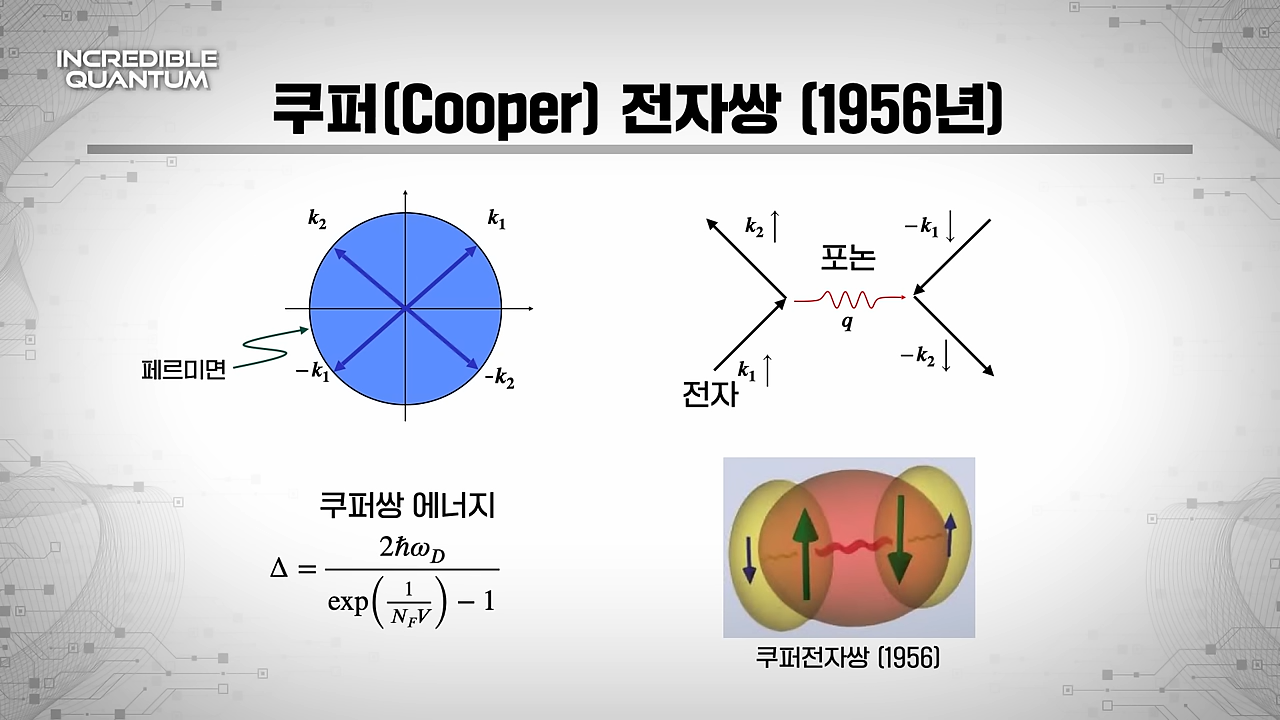 INCREDIBLE
QUANTUM
쿠퍼(Cooper) 전자쌍 (1956년)
k₂
k₁
페르미면
−k₁
-k₂
k₂ ↑
−k₁ ↓
포논
q
k₁ ↑
−k₂ ↓
전자
쿠퍼쌍 에너지
Δ = 2ħω_D / (exp(1/(N_F V)) − 1)
쿠퍼전자쌍 (1956)